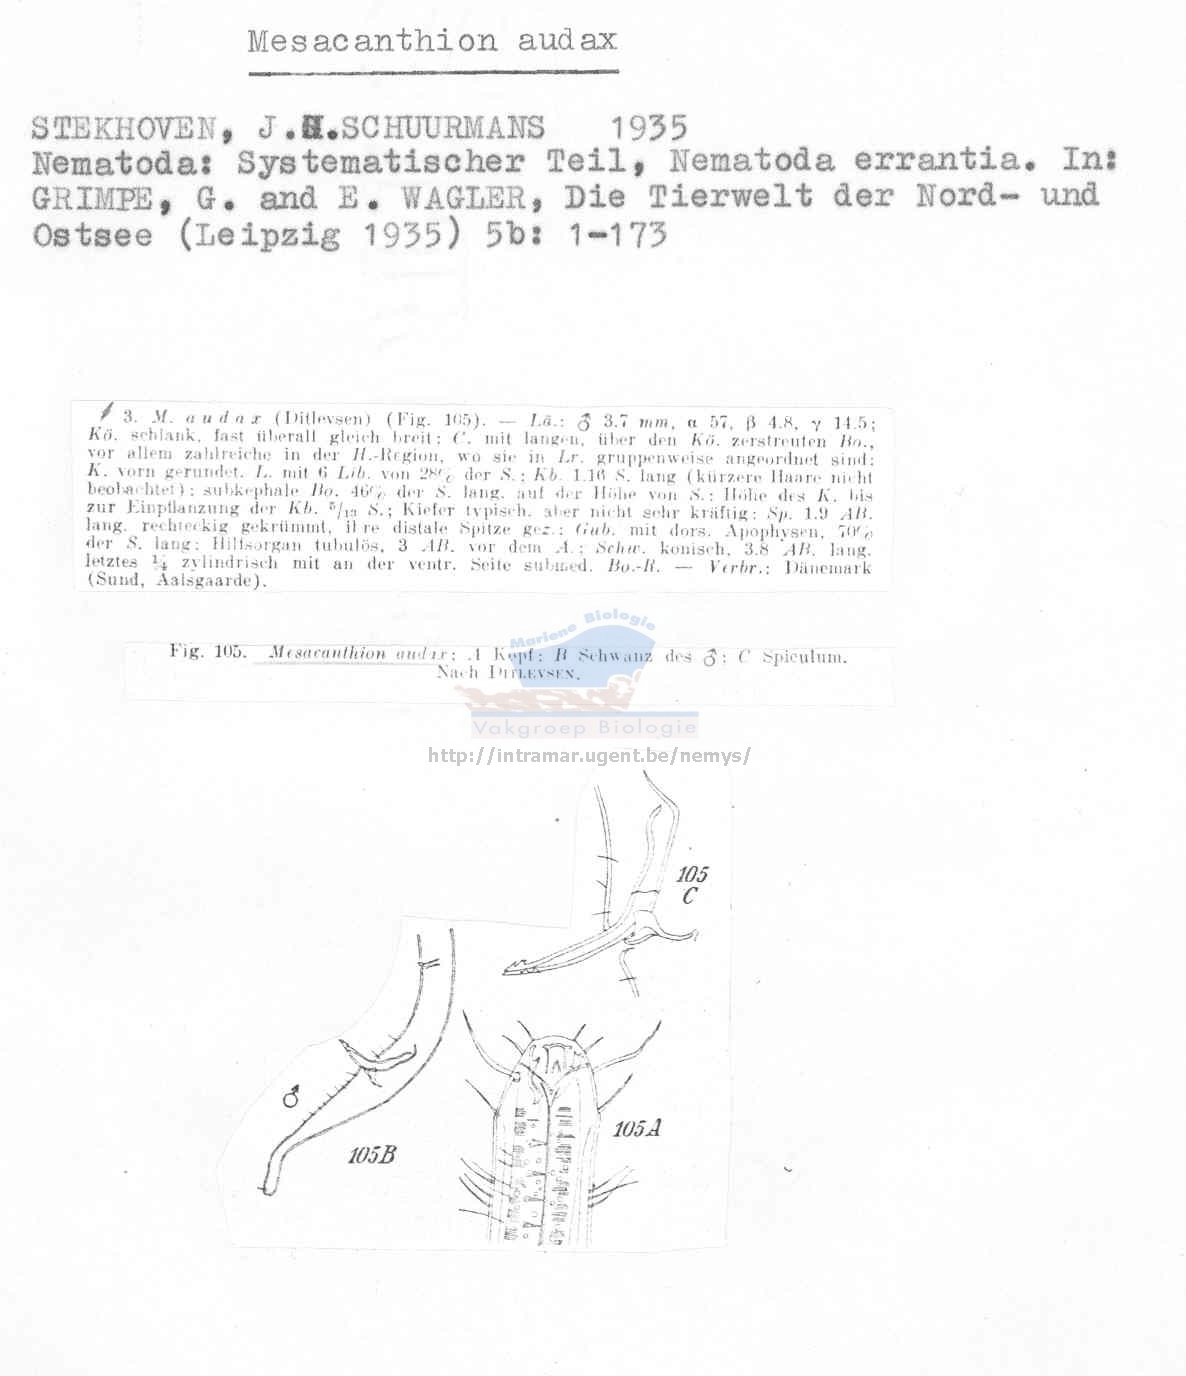 Mesacanthion audax
STEKHOVEN, J.H.SCHUURMANS 1935
Nematoda: Systematischer Teil, Nematoda errantia. In:
GRIMPE, G. and E. WAGLER, Die Tierwelt der Nord- und
Ostsee (Leipzig 1935) 5b: 1-173
3. M. audax (Ditlevsen) (Fig. 105). — Lä.: ♂ 3.7 mm, α 57, β 4.8, γ 14.5;
Kö. schlank, fast überall gleich breit; C. mit langen, über den Kö. zerstreuten Bo.,
vor allem zahlreiche in der H.-Region, wo sie in Lr. gruppenweise angeordnet sind;
K. vorn gerundet. L. mit 6 Lib. von 28% der S.; Kb. 1.16 S. lang (kürzere Haare nicht
beobachtet); subkephale Bo. 46% der S. lang, auf der Höhe von S.; Höhe des K. bis
zur Einpflanzung der Kb. S.; Kiefer typisch, aber nicht sehr kräftig; Sp. 1.9 AB.
lang, rechteckig gekrümmt, ihre distale Spitze gez.; Gub. mit dors. Apophysen, 70%
der S. lang; Hilfsorgan tubulös, 3 AB. vor dem A.; Schw. konisch, 3.8 AB. lang,
letztes ¼ zylindrisch mit an der ventr. Seite submed. Bo.-R. — Verbr.: Dänemark
(Sund, Aalsgaarde).
Mariene Biologie
Fig. 105. Mesacanthion audax; A Kopf; B Schwanz des ♂; C Spiculum.
Nach DITLEVSEN.
Vakgroep Biologie
http://intramar.ugent.be/nemys/
105
C
105A
♂
105B